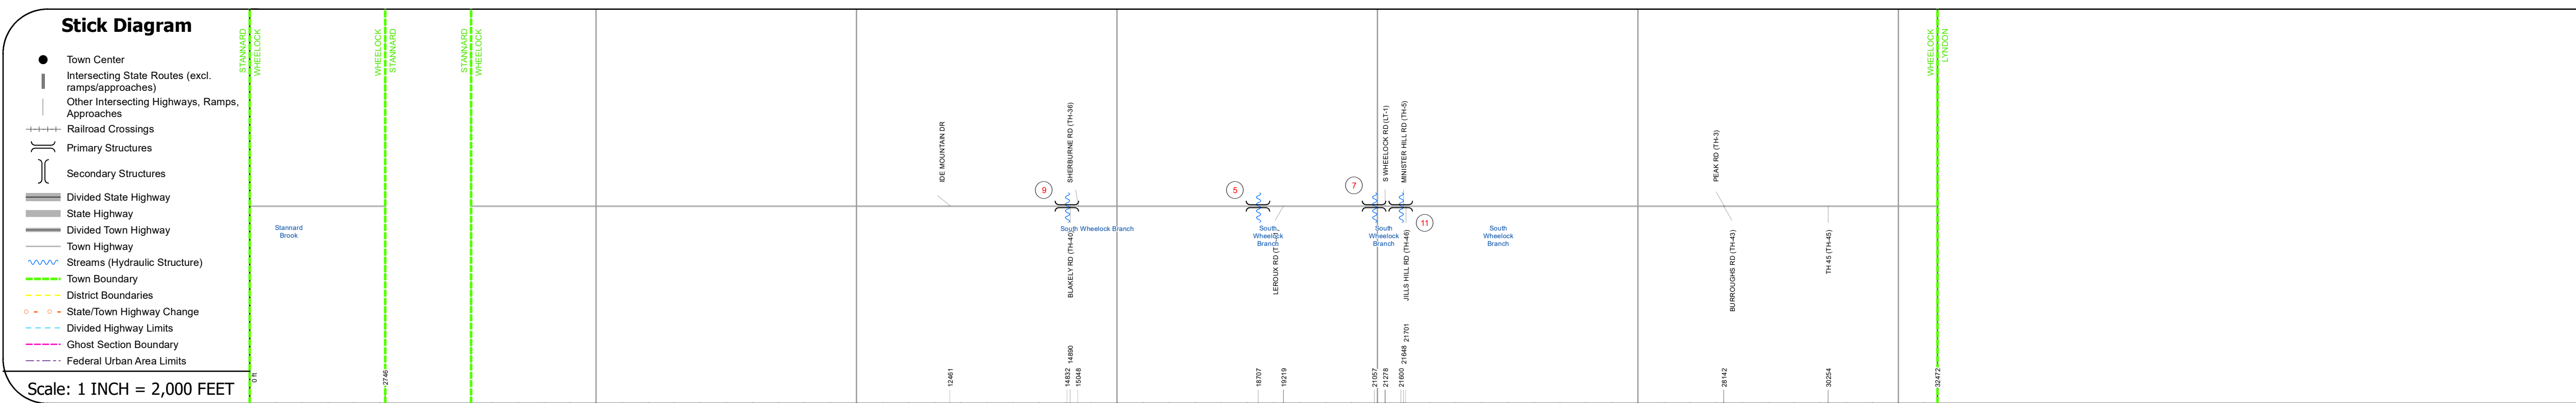 Stick Diagram
Town Center
Intersecting State Routes (excl.
ramps/approaches)
Other Intersecting Highways, Ramps,
Approaches
Railroad Crossings
Primary Structures
Secondary Structures
Divided State Highway
State Highway
Divided Town Highway
Town Highway
Streams (Hydraulic Structure)
Town Boundary
District Boundaries
State/Town Highway Change
Divided Highway Limits
Ghost Section Boundary
Federal Urban Area Limits
Scale: 1 INCH = 2,000 FEET
STANNARD
WHEELOCK
WHEELOCK
STANNARD
STANNARD
WHEELOCK
WHEELOCK
LYNDON
IDE MOUNTAIN DR
SHERBURNE RD (TH-36)
S WHEELOCK RD (LT-1)
MINISTER HILL RD (TH-5)
PEAK RD (TH-3)
9
5
7
11
Stannard
Brook
South Wheelock Branch
South
Wheelock
Branch
South
Wheelock
Branch
South
Wheelock
Branch
BLAKELY RD (TH-40)
LEROUX RD
JILLS HILL RD (TH-46)
BURROUGHS RD (TH-43)
TH 45 (TH-45)
0 ft
2746
12461
14832
14890
15048
18707
19219
21057
21278
21600
21648
21701
28142
30254
32472